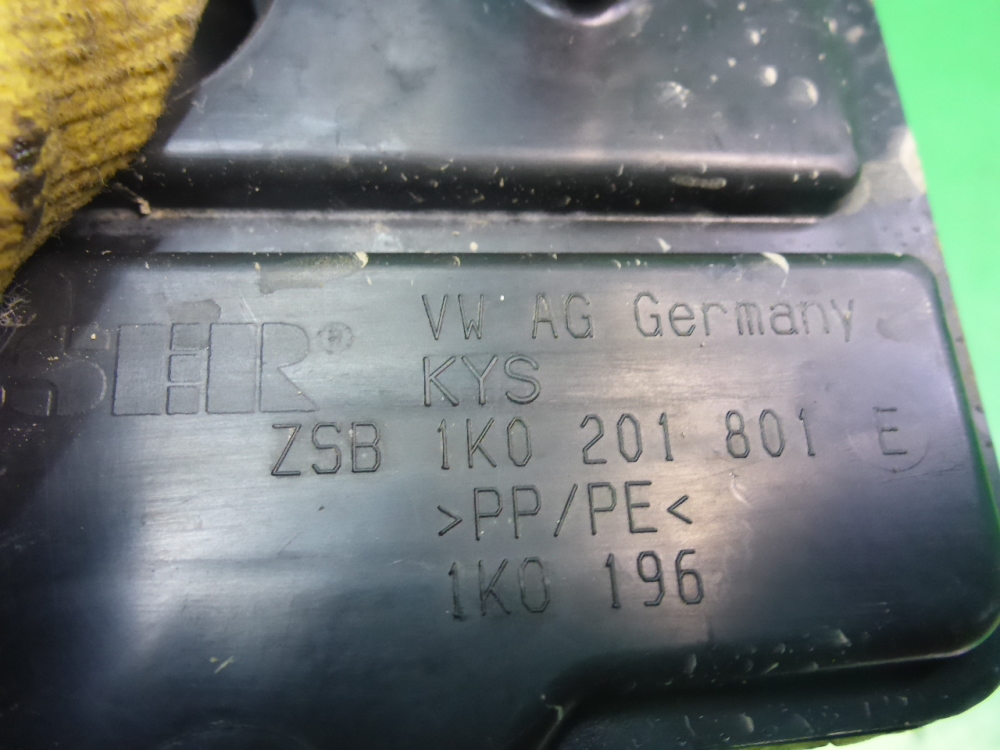 VW AG Germany
KYS
ZSB 1K0 201 801 E
>PP/PE<
1K0 196